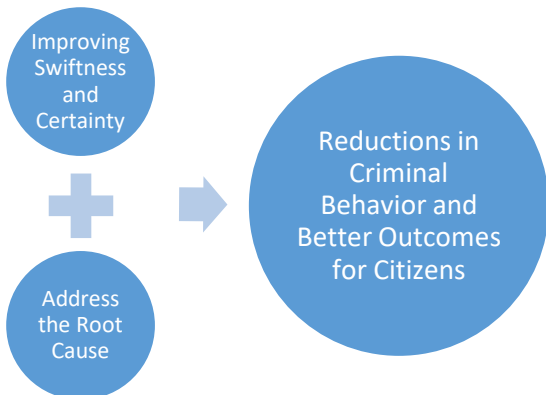 Improving
Swiftness
and
Certainty
Address
the Root
Cause
Reductions in
Criminal
Behavior and
Better Outcomes
for Citizens